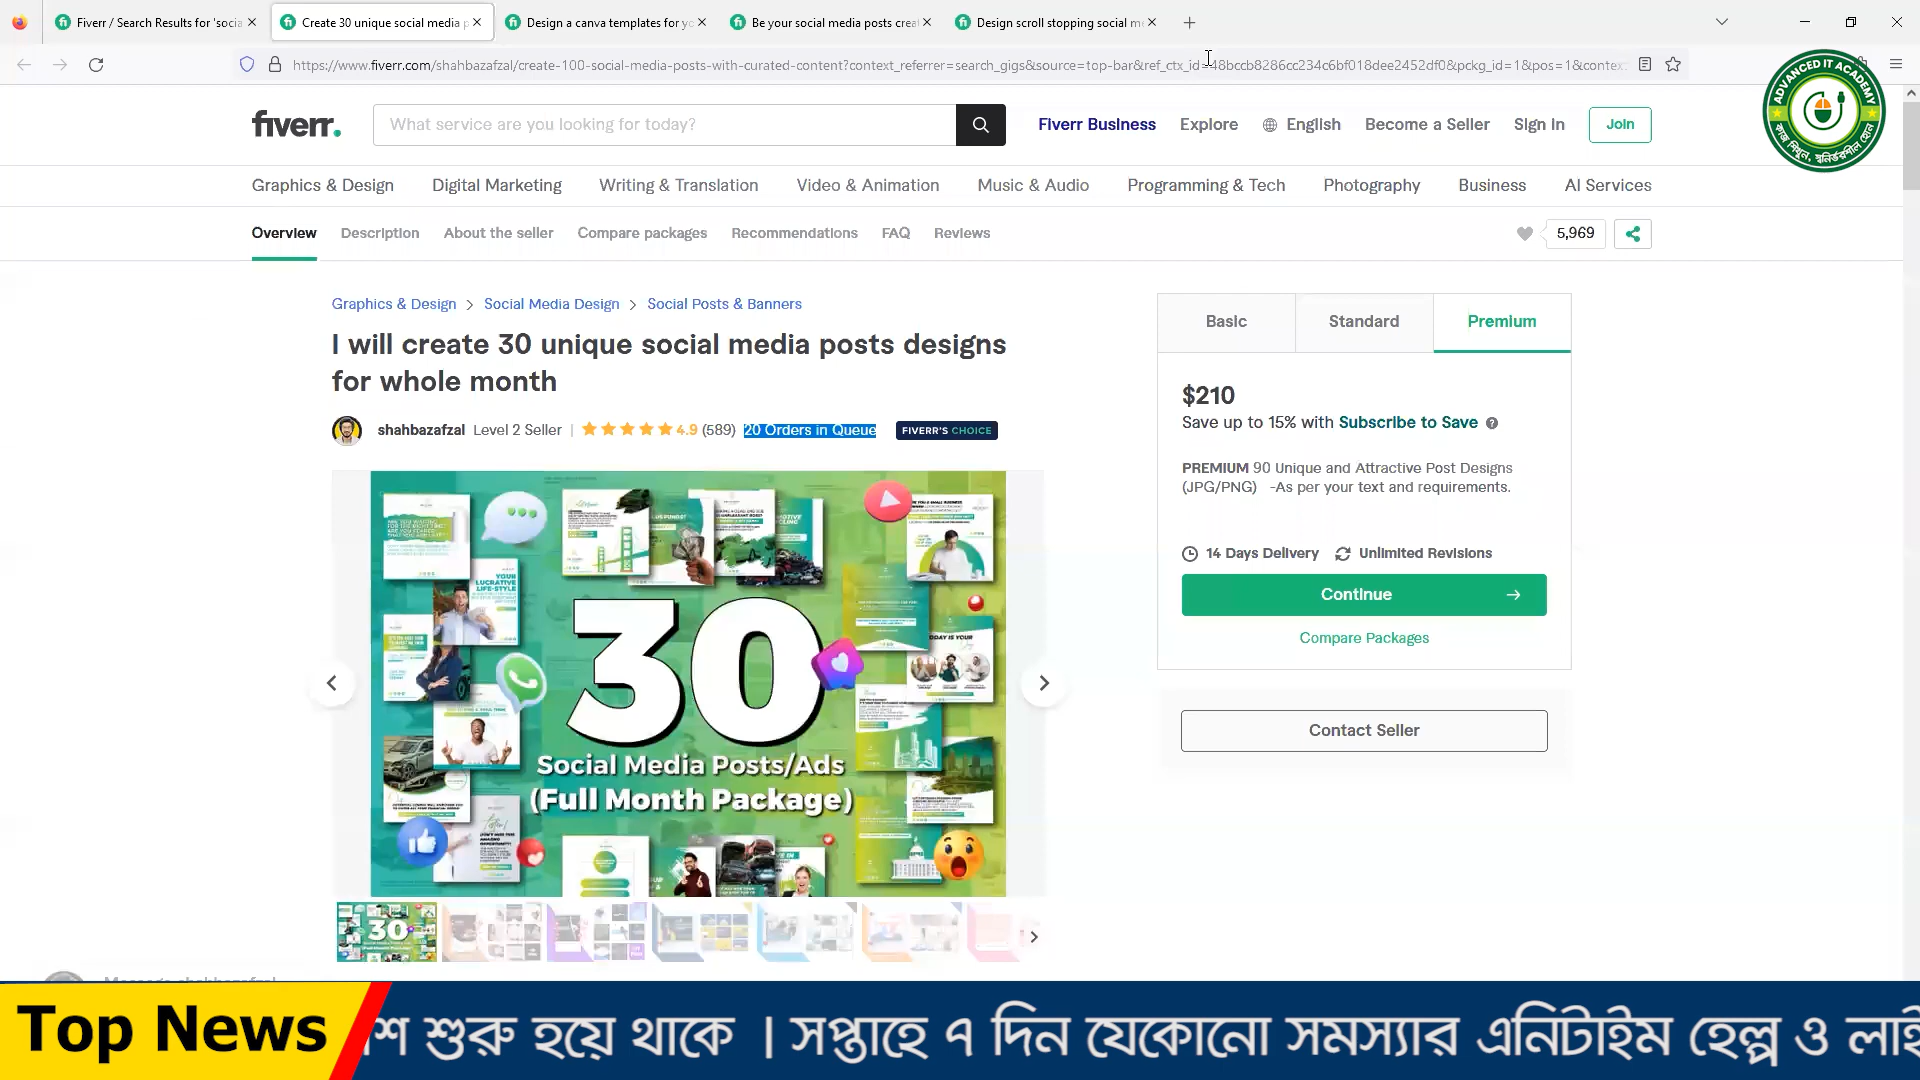 Fiverr / Search Results for 'socia
Create 30 unique social media p
Design a canva templates for yo
Be your social media posts creat
Design scroll stopping social me
https://www.fiverr.com/shahbazafzal/create-100-social-media-posts-with-curated-content?context_referrer=search_gigs&source=top-bar&ref_ctx_id=48bccb8286cc234c6bf018dee2452df0&pckg_id=1&pos=1&contex
ADVANCED IT ACADEMY
কাজ শিখুন, স্বনির্ভরশীল হোন
fiverr.
What service are you looking for today?
Fiverr Business
Explore
English
Become a Seller
Sign In
Join
Graphics & Design
Digital Marketing
Writing & Translation
Video & Animation
Music & Audio
Programming & Tech
Photography
Business
AI Services
Overview
Description
About the seller
Compare packages
Recommendations
FAQ
Reviews
5,969
Graphics & Design > Social Media Design > Social Posts & Banners
I will create 30 unique social media posts designs
for whole month
shahbazafzal Level 2 Seller | 4.9 (589) 20 Orders in Queue FIVERR'S CHOICE
Basic
Standard
Premium
$210
Save up to 15% with Subscribe to Save
PREMIUM 90 Unique and Attractive Post Designs
(JPG/PNG) -As per your text and requirements.
14 Days Delivery Unlimited Revisions
Continue
Compare Packages
Contact Seller
YOUR
LUCRATIVE
LIFE-STYLE
30
Social Media Posts/Ads
(Full Month Package)
Top News
শ শুরু হয়ে থাকে । সপ্তাহে ৭ দিন যেকোনো সমস্যার এনিটাইম হেল্প ও লাই